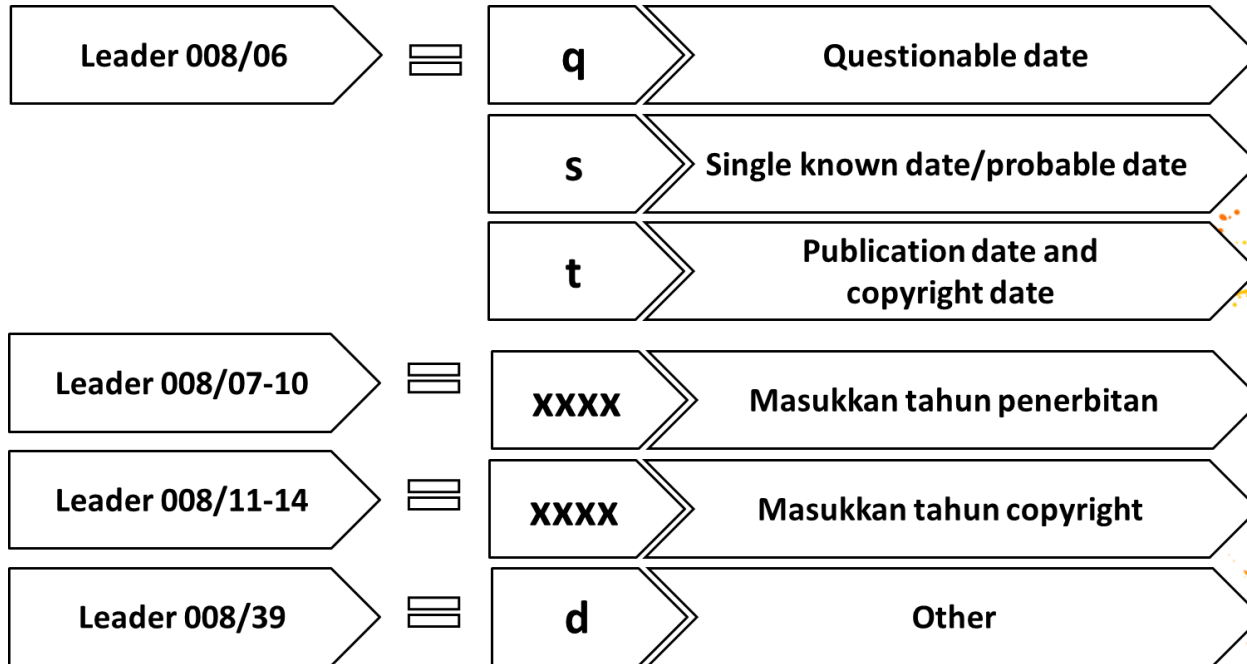 Leader 008/06
q
Questionable date
s
Single known date/probable date
t
Publication date and
copyright date
Leader 008/07-10
xxxx
Masukkan tahun penerbitan
Leader 008/11-14
xxxx
Masukkan tahun copyright
Leader 008/39
d
Other